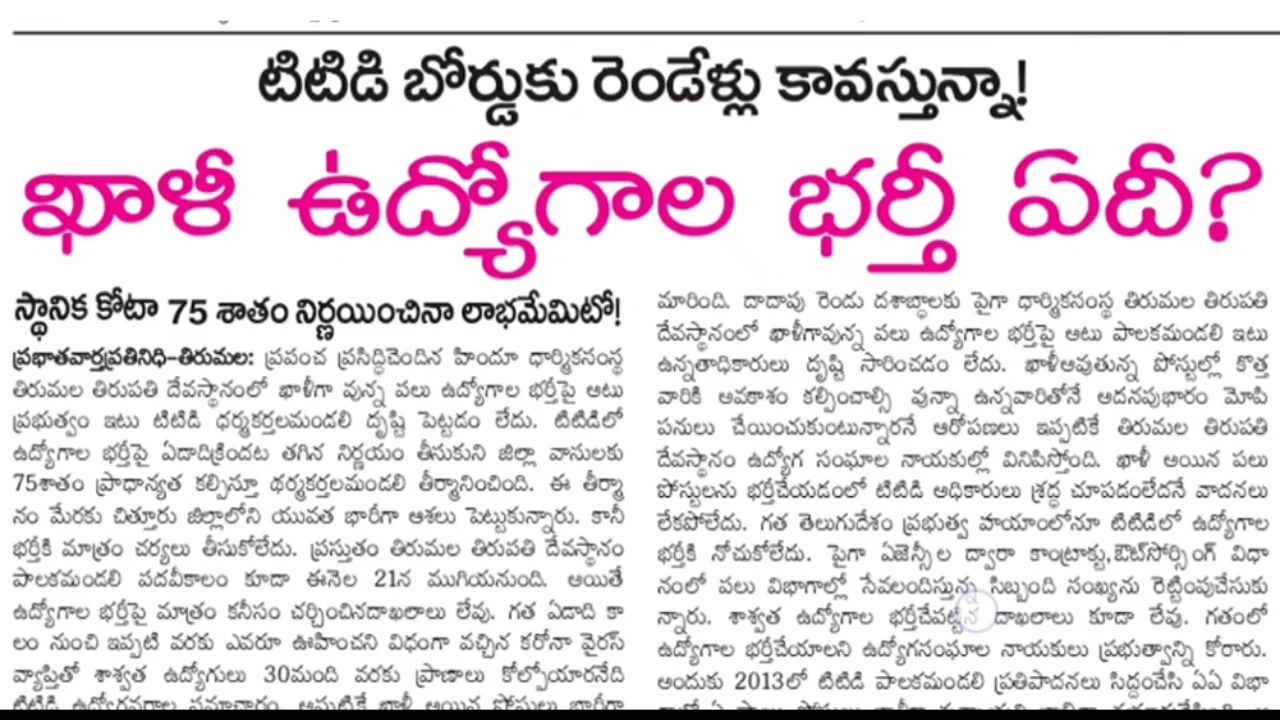 టిటిడి బోర్డుకు రెండేళ్లు కావస్తున్నా!
ఖాళీ ఉద్యోగాల భర్తీ ఏదీ?
స్థానిక కోటా 75 శాతం నిర్ణయించినా లాభమేమిటో!
ప్రభాతవార్తప్రతినిధి-తిరుమల: ప్రపంచ ప్రసిద్ధిచెందిన హిందూ ధార్మికసంస్థ
తిరుమల తిరుపతి దేవస్థానంలో ఖాళీగా వున్న పలు ఉద్యోగాల భర్తీపై అటు
ప్రభుత్వం ఇటు టిటిడి ధర్మకర్తలమండలి దృష్టి పెట్టడం లేదు. టిటిడిలో
ఉద్యోగాల భర్తీపై ఏడాదిక్రిందట తగిన నిర్ణయం తీసుకుని జిల్లా వాసులకు
75శాతం ప్రాధాన్యత కల్పిస్తూ ధర్మకర్తలమండలి తీర్మానించింది. ఈ తీర్మా
నం మేరకు చిత్తూరు జిల్లాలోని యువత భారీగా ఆశలు పెట్టుకున్నారు. కానీ
భర్తీకి మాత్రం చర్యలు తీసుకోలేదు. ప్రస్తుతం తిరుమల తిరుపతి దేవస్థానం
పాలకమండలి పదవీకాలం కూడా ఈనెల 21న ముగియనుంది. అయితే
ఉద్యోగాల భర్తీపై మాత్రం కనీసం చర్చించినదాఖలాలు లేవు. గత ఏడాది కా
లం నుంచి ఇప్పటి వరకు ఎవరూ ఊహించని విధంగా వచ్చిన కరోనా వైరస్
వ్యాప్తితో శాశ్వత ఉద్యోగులు 30మంది వరకు ప్రాణాలు కోల్పోయారనేది
మారింది. దాదాపు రెండు దశాబ్దాలకు పైగా ధార్మికసంస్థ తిరుమల తిరుపతి
దేవస్థానంలో ఖాళీగావున్న పలు ఉద్యోగాల భర్తీపై అటు పాలకమండలి ఇటు
ఉన్నతాధికారులు దృష్టి సారించడం లేదు. ఖాళీఅవుతున్న పోస్టుల్లో కొత్త
వారికి అవకాశం కల్పించాల్సి వున్నా ఉన్నవారితోనే అదనపుభారం మోపి
పనులు చేయించుకుంటున్నారనే ఆరోపణలు ఇప్పటికే తిరుమల తిరుపతి
దేవస్థానం ఉద్యోగ సంఘాల నాయకుల్లో వినిపిస్తోంది. ఖాళీ అయిన పలు
పోస్టులను భర్తీచేయడంలో టిటిడి అధికారులు శ్రద్ధ చూపడంలేదనే వాదనలు
లేకపోలేదు. గత తెలుగుదేశం ప్రభుత్వ హయాంలోనూ టిటిడిలో ఉద్యోగాల
భర్తీకి నోచుకోలేదు. పైగా ఏజెన్సీల ద్వారా కాంట్రాక్టు,ఔట్‌సోర్సింగ్ విధా
నంలో పలు విభాగాల్లో సేవలందిస్తున్న సిబ్బంది సంఖ్యను రెట్టింపుచేసుకు
న్నారు. శాశ్వత ఉద్యోగాల భర్తీచేపట్టిన దాఖలాలు కూడా లేవు. గతంలో
ఉద్యోగాల భర్తీచేయాలని ఉద్యోగసంఘాల నాయకులు ప్రభుత్వాన్ని కోరారు.
అందుకు 2013లో టిటిడి పాలకమండలి ప్రతిపాదనలు సిద్ధంచేసి ఏఏ విభా